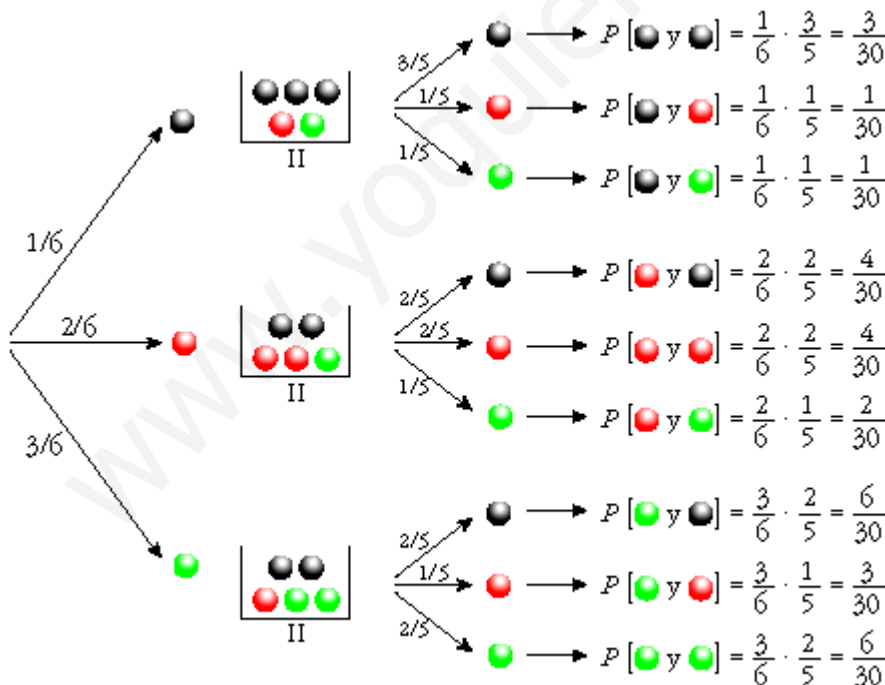 3/5 P [ y ] = 1/6 · 3/5 = 3/30
1/5 P [ y ] = 1/6 · 1/5 = 1/30
1/5 P [ y ] = 1/6 · 1/5 = 1/30
II
1/6
2/5 P [ y ] = 2/6 · 2/5 = 4/30
2/6 2/5 P [ y ] = 2/6 · 2/5 = 4/30
1/5 P [ y ] = 2/6 · 1/5 = 2/30
II
3/6
2/5 P [ y ] = 3/6 · 2/5 = 6/30
1/5 P [ y ] = 3/6 · 1/5 = 3/30
2/5 P [ y ] = 3/6 · 2/5 = 6/30
II
www.yoquie